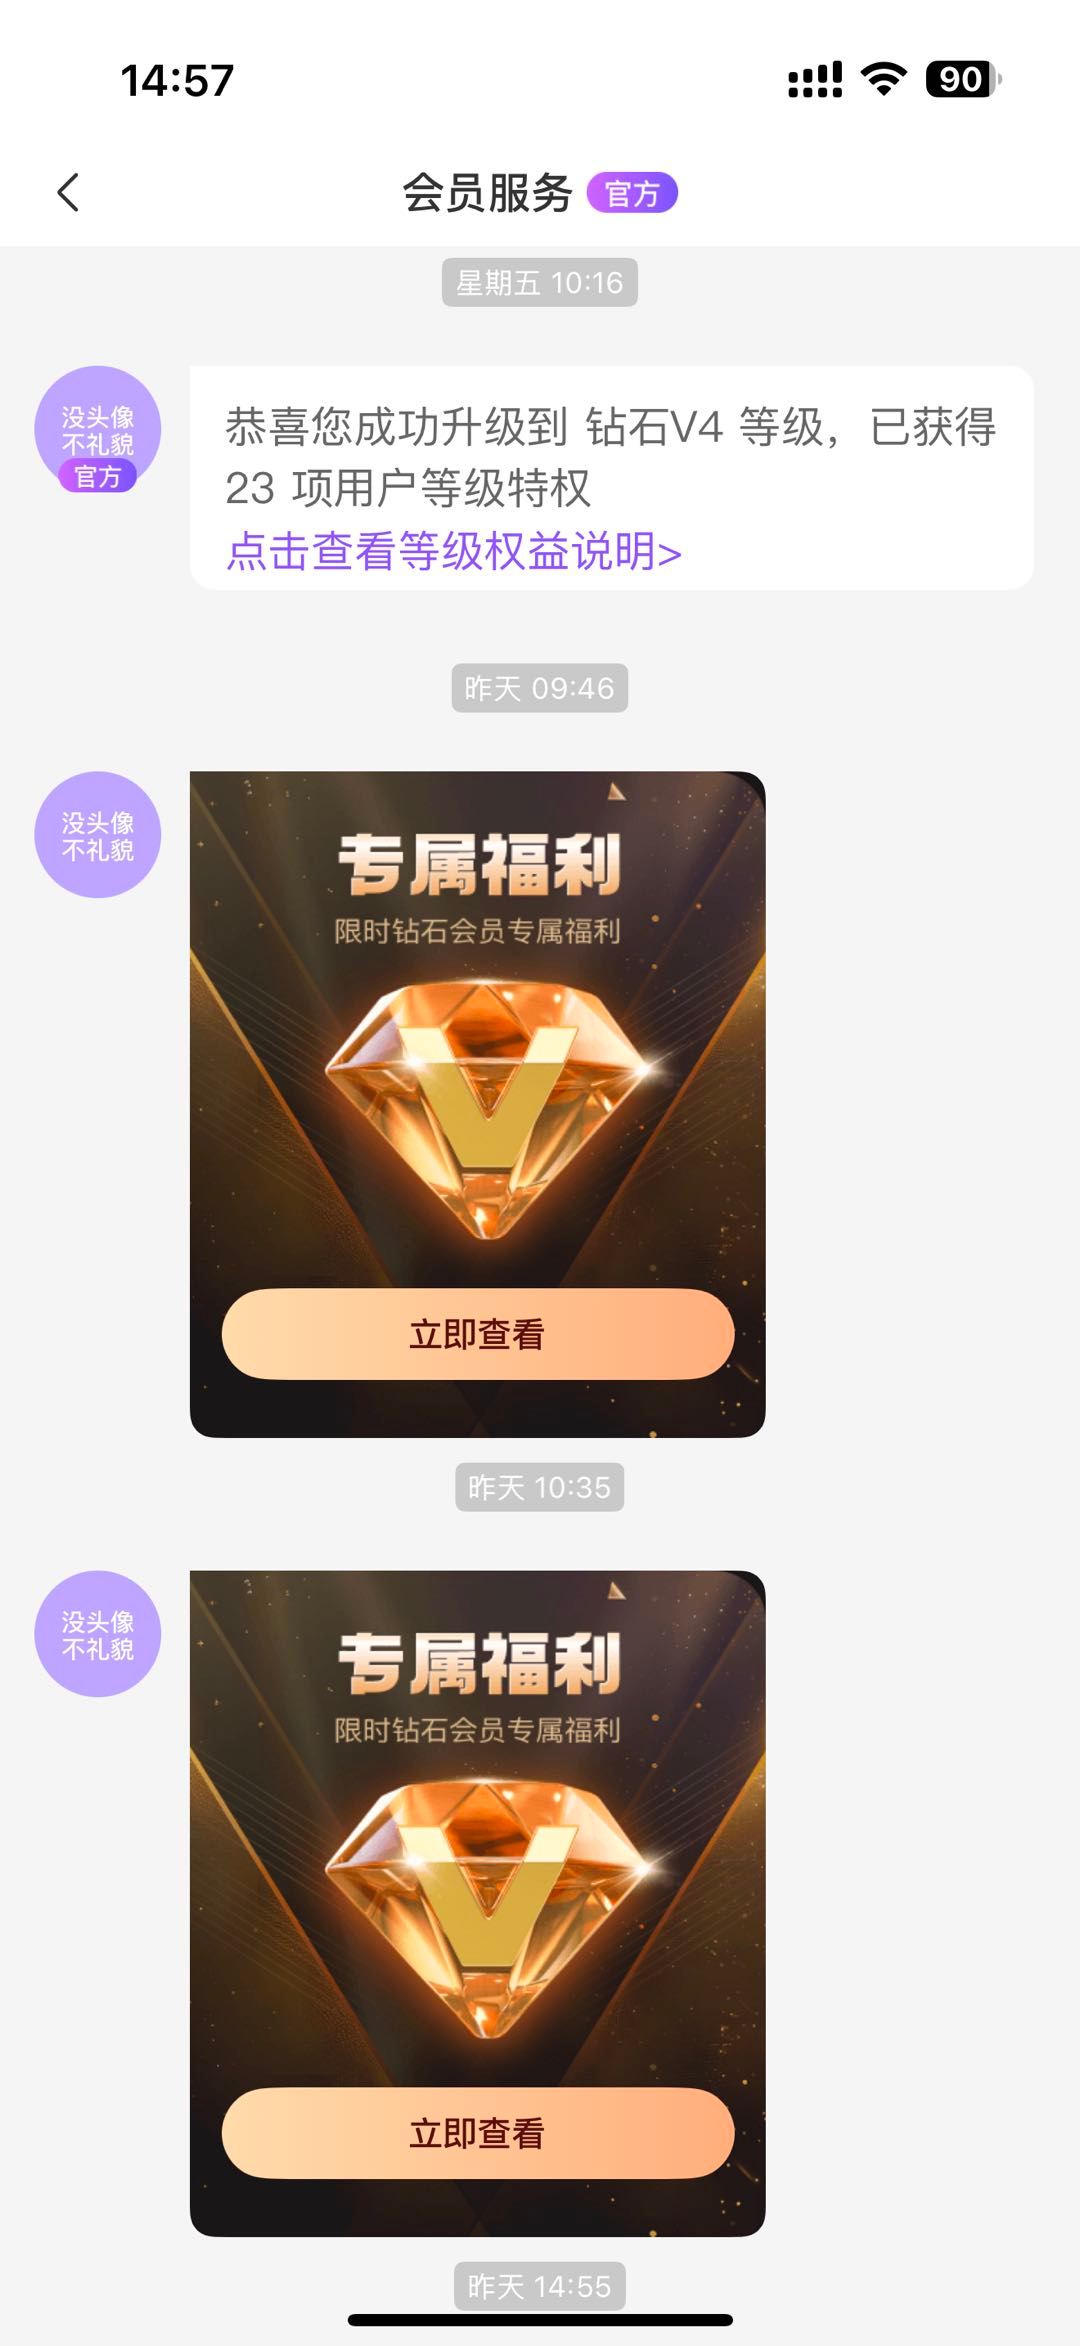 14:57
90
会员服务 官方
星期五 10:16
没头像
不礼貌
官方
恭喜您成功升级到 钻石V4 等级，已获得
23 项用户等级特权
点击查看等级权益说明>
昨天 09:46
没头像
不礼貌
专属福利
限时钻石会员专属福利
V
立即查看
昨天 10:35
没头像
不礼貌
专属福利
限时钻石会员专属福利
V
立即查看
昨天 14:55